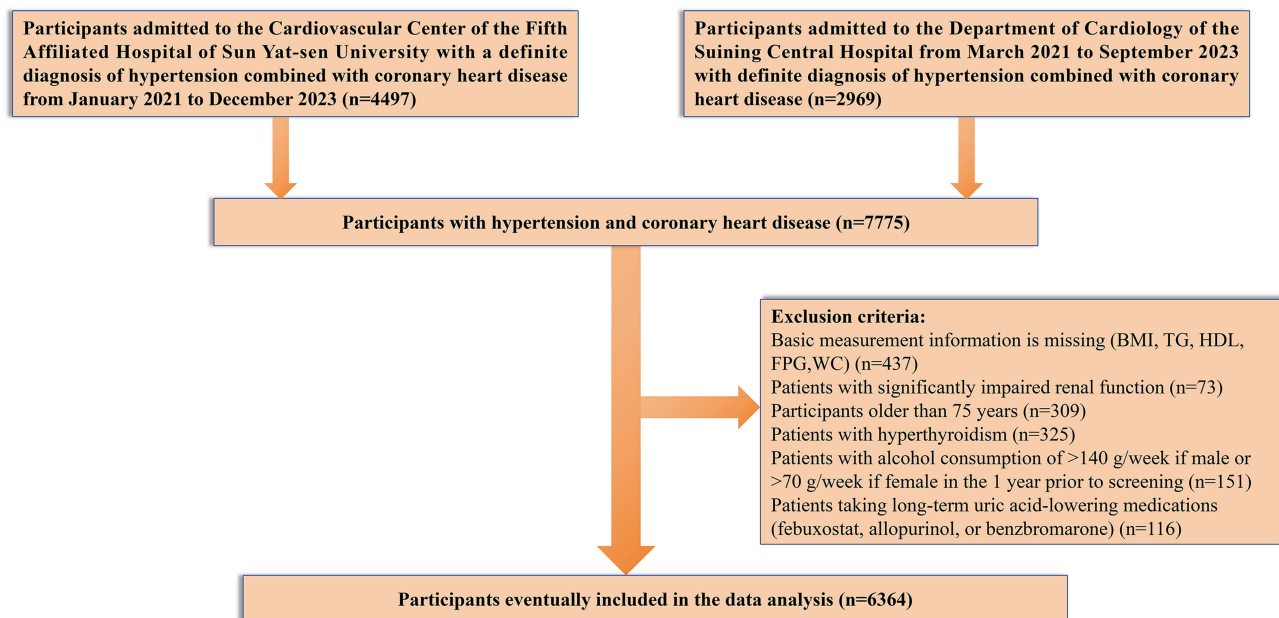 Participants admitted to the Cardiovascular Center of the Fifth
Affiliated Hospital of Sun Yat-sen University with a definite
diagnosis of hypertension combined with coronary heart disease
from January 2021 to December 2023 (n=4497)
Participants admitted to the Department of Cardiology of the
Suining Central Hospital from March 2021 to September 2023
with definite diagnosis of hypertension combined with coronary
heart disease (n=2969)
Participants with hypertension and coronary heart disease (n=7775)
Exclusion criteria:
Basic measurement information is missing (BMI, TG, HDL,
FPG,WC) (n=437)
Patients with significantly impaired renal function (n=73)
Participants older than 75 years (n=309)
Patients with hyperthyroidism (n=325)
Patients with alcohol consumption of >140 g/week if male or
>70 g/week if female in the 1 year prior to screening (n=151)
Patients taking long-term uric acid-lowering medications
(febuxostat, allopurinol, or benzbromarone) (n=116)
Participants eventually included in the data analysis (n=6364)